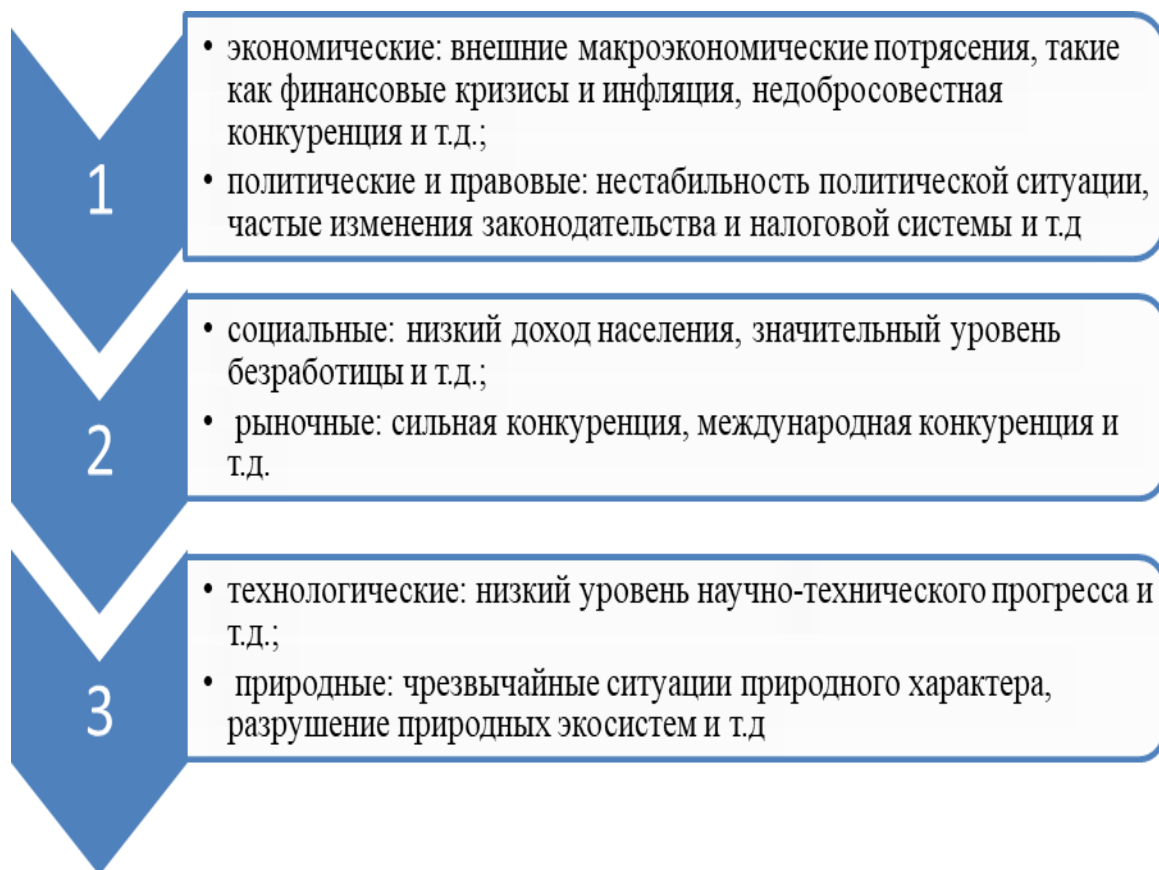 1
• экономические: внешние макроэкономические потрясения, такие
как финансовые кризисы и инфляция, недобросовестная
конкуренция и т.д.;
• политические и правовые: нестабильность политической ситуации,
частые изменения законодательства и налоговой системы и т.д
2
• социальные: низкий доход населения, значительный уровень
безработицы и т.д.;
• рыночные: сильная конкуренция, международная конкуренция и
т.д.
3
• технологические: низкий уровень научно-технического прогресса и
т.д.;
• природные: чрезвычайные ситуации природного характера,
разрушение природных экосистем и т.д